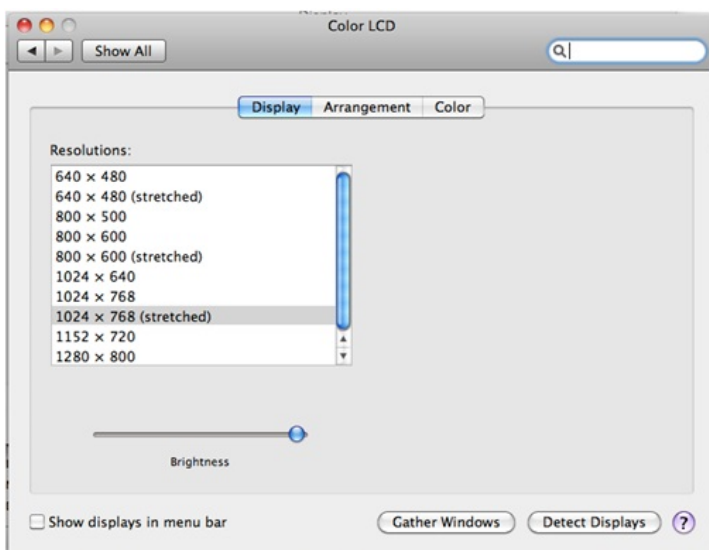 Color LCD
Show All
Display Arrangement Color
Resolutions:
640 × 480
640 × 480 (stretched)
800 × 500
800 × 600
800 × 600 (stretched)
1024 × 640
1024 × 768
1024 × 768 (stretched)
1152 × 720
1280 × 800
Brightness
Show displays in menu bar
Gather Windows Detect Displays ?